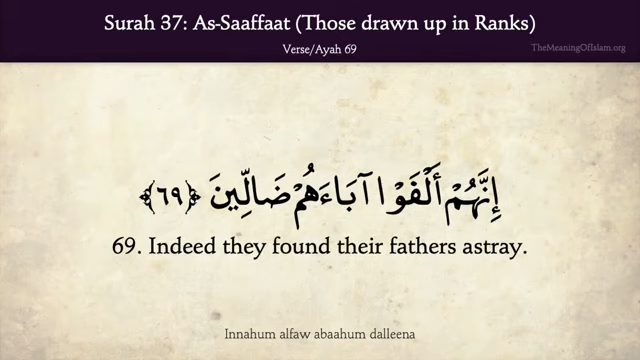 Surah 37: As-Saaffaat (Those drawn up in Ranks)
Verse/Ayah 69
TheMeaningOfIslam.org
إِنَّهُمْ أَلْفَوْا آبَاءَهُمْ ضَالِّينَ ﴿٦٩﴾
69. Indeed they found their fathers astray.
Innahum alfaw abaahum dalleena